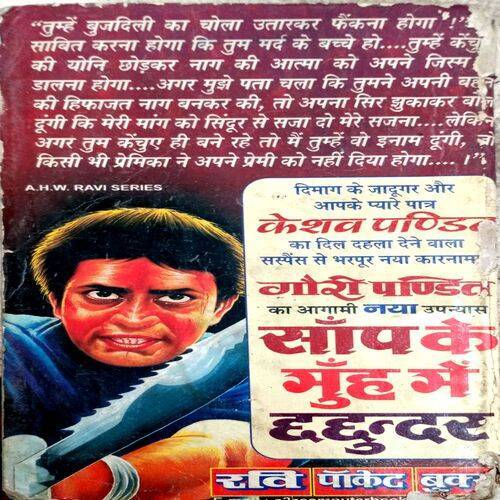 "तुम्हें बुजदिली का चोला उतारकर फैंकना होगा
साबित करना होगा कि तुम मर्द के बच्चे हो....तुम्हें केंचुए
की योनि छोड़कर नाग की आत्मा को अपने जिस्म
डालना होगा....अगर मुझे पता चला कि तुमने अपनी बहन
की हिफाजत नाग बनकर की, तो अपना सिर झुकाकर बोल
दूंगी कि मेरी मांग को सिंदूर से सजा दो मेरे सजना....लेकिन
अगर तुम केंचुए ही बने रहे तो मैं तुम्हें वो इनाम दूंगी, जो
किसी भी प्रेमिका ने अपने प्रेमी को नहीं दिया होगा.... ।"
A.H.W. RAVI SERIES
दिमाग के जादूगर और
आपके प्यारे पात्र
केशव पण्डित
का दिल दहला देने वाला
सस्पैंस से भरपूर नया कारनामा
गौरी पण्डित
का आगामी नया उपन्यास
साँप के
मुँह में
छछुन्दर
रवि पॉकेट बुक